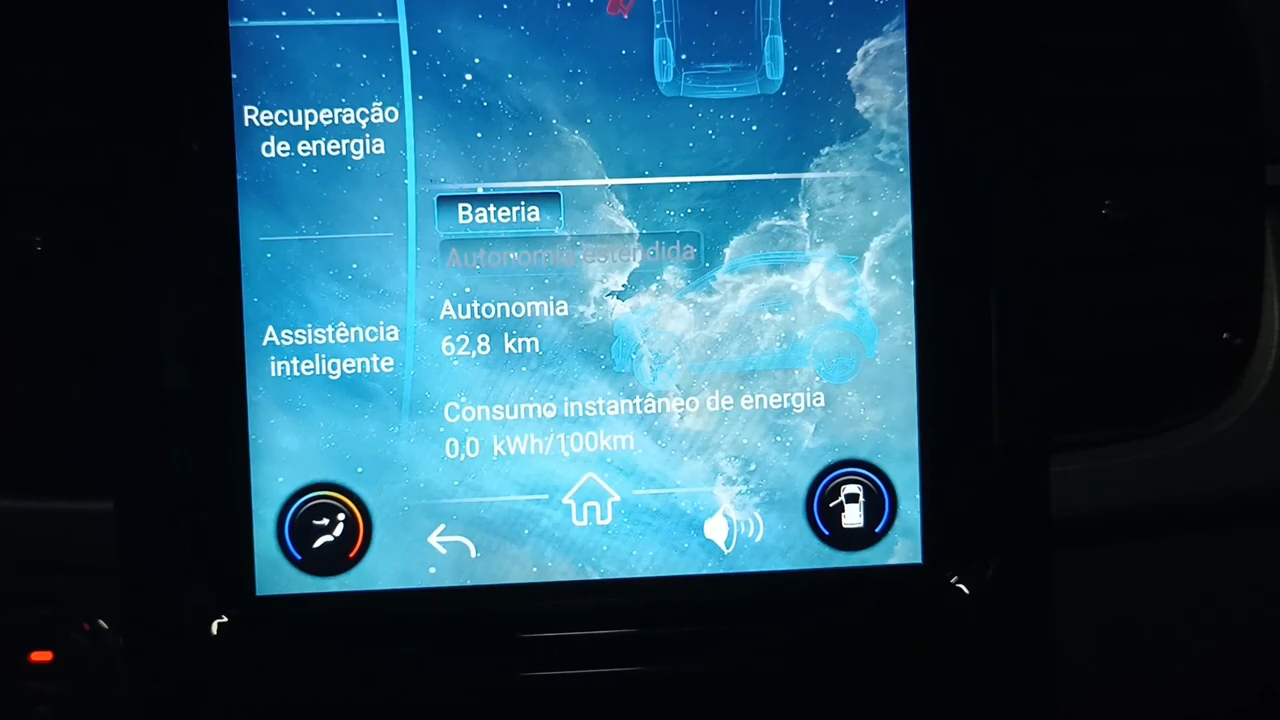 Recuperação
de energia
Assistência
inteligente
Bateria
Autonomia estendida
Autonomia
62,8 km
Consumo instantâneo de energia
0,0 kWh/100km